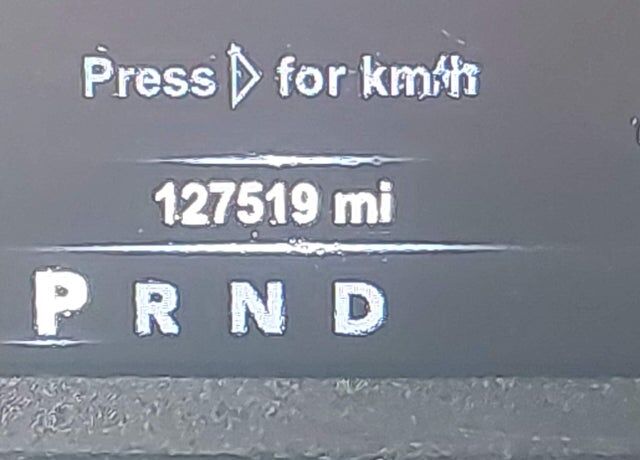 Press ▷ for km/h
127519 mi
P R N D